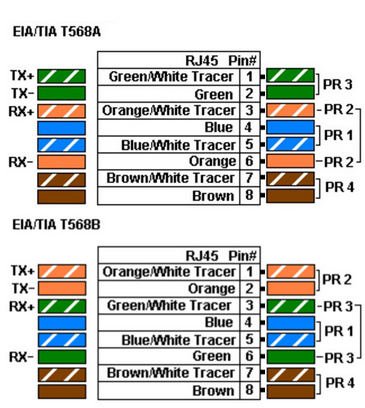 EIA/TIA T568A
RJ45 Pin#
TX+ Green/White Tracer 1 PR 3
TX- Green 2
RX+ Orange/White Tracer 3 PR 2
Blue 4 PR 1
Blue/White Tracer 5
RX- Orange 6 PR 2
Brown/White Tracer 7 PR 4
Brown 8
EIA/TIA T568B
RJ45 Pin#
TX+ Orange/White Tracer 1 PR 2
TX- Orange 2
RX+ Green/White Tracer 3 PR 3
Blue 4 PR 1
Blue/White Tracer 5
RX- Green 6 PR 3
Brown/White Tracer 7 PR 4
Brown 8